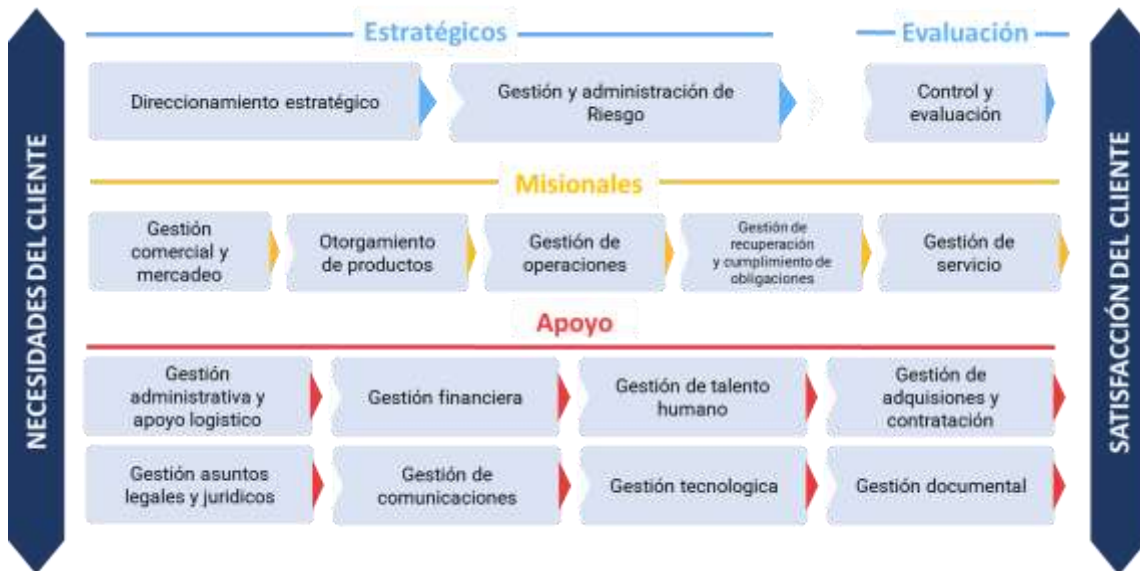 NECESIDADES DEL CLIENTE
Estratégicos
Evaluación
Direccionamiento estratégico
Gestión y administración de
Riesgo
Control y
evaluación
Misionales
Gestión
comercial y
mercadeo
Otorgamiento
de productos
Gestión de
operaciones
Gestión de
recuperación
y cumplimiento de
obligaciones
Gestión de
servicio
Apoyo
Gestión
administrativa y
apoyo logistico
Gestión financiera
Gestión de talento
humano
Gestión de
adquisiones y
contratación
Gestión asuntos
legales y juridicos
Gestión de
comunicaciones
Gestión tecnologica
Gestión documental
SATISFACCIÓN DEL CLIENTE